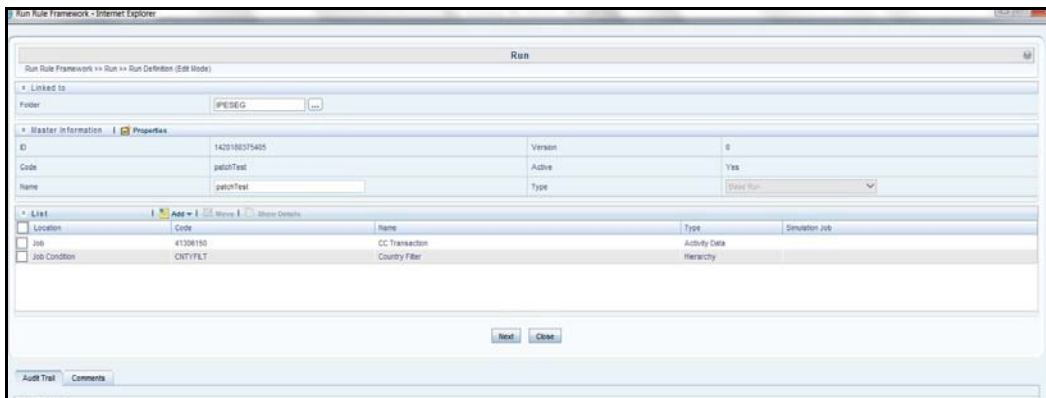 Run Rule Framework - Internet Explorer
Run
Run Rule Framework >> Run >> Run Definition (Edit Mode)
Linked to
Folder IPESEG ...
Master Information | Properties
ID 1420180375405 Version 0
Code patchTest Active Yes
Name patchTest Type Base Run
List | Add | Move | Show Details
Location Code Name Type Simulation Job
Job 41306150 CC Transaction Activity Data
Job Condition CNTYFILT Country Filter Hierarchy
Next Close
Audit Trail Comments